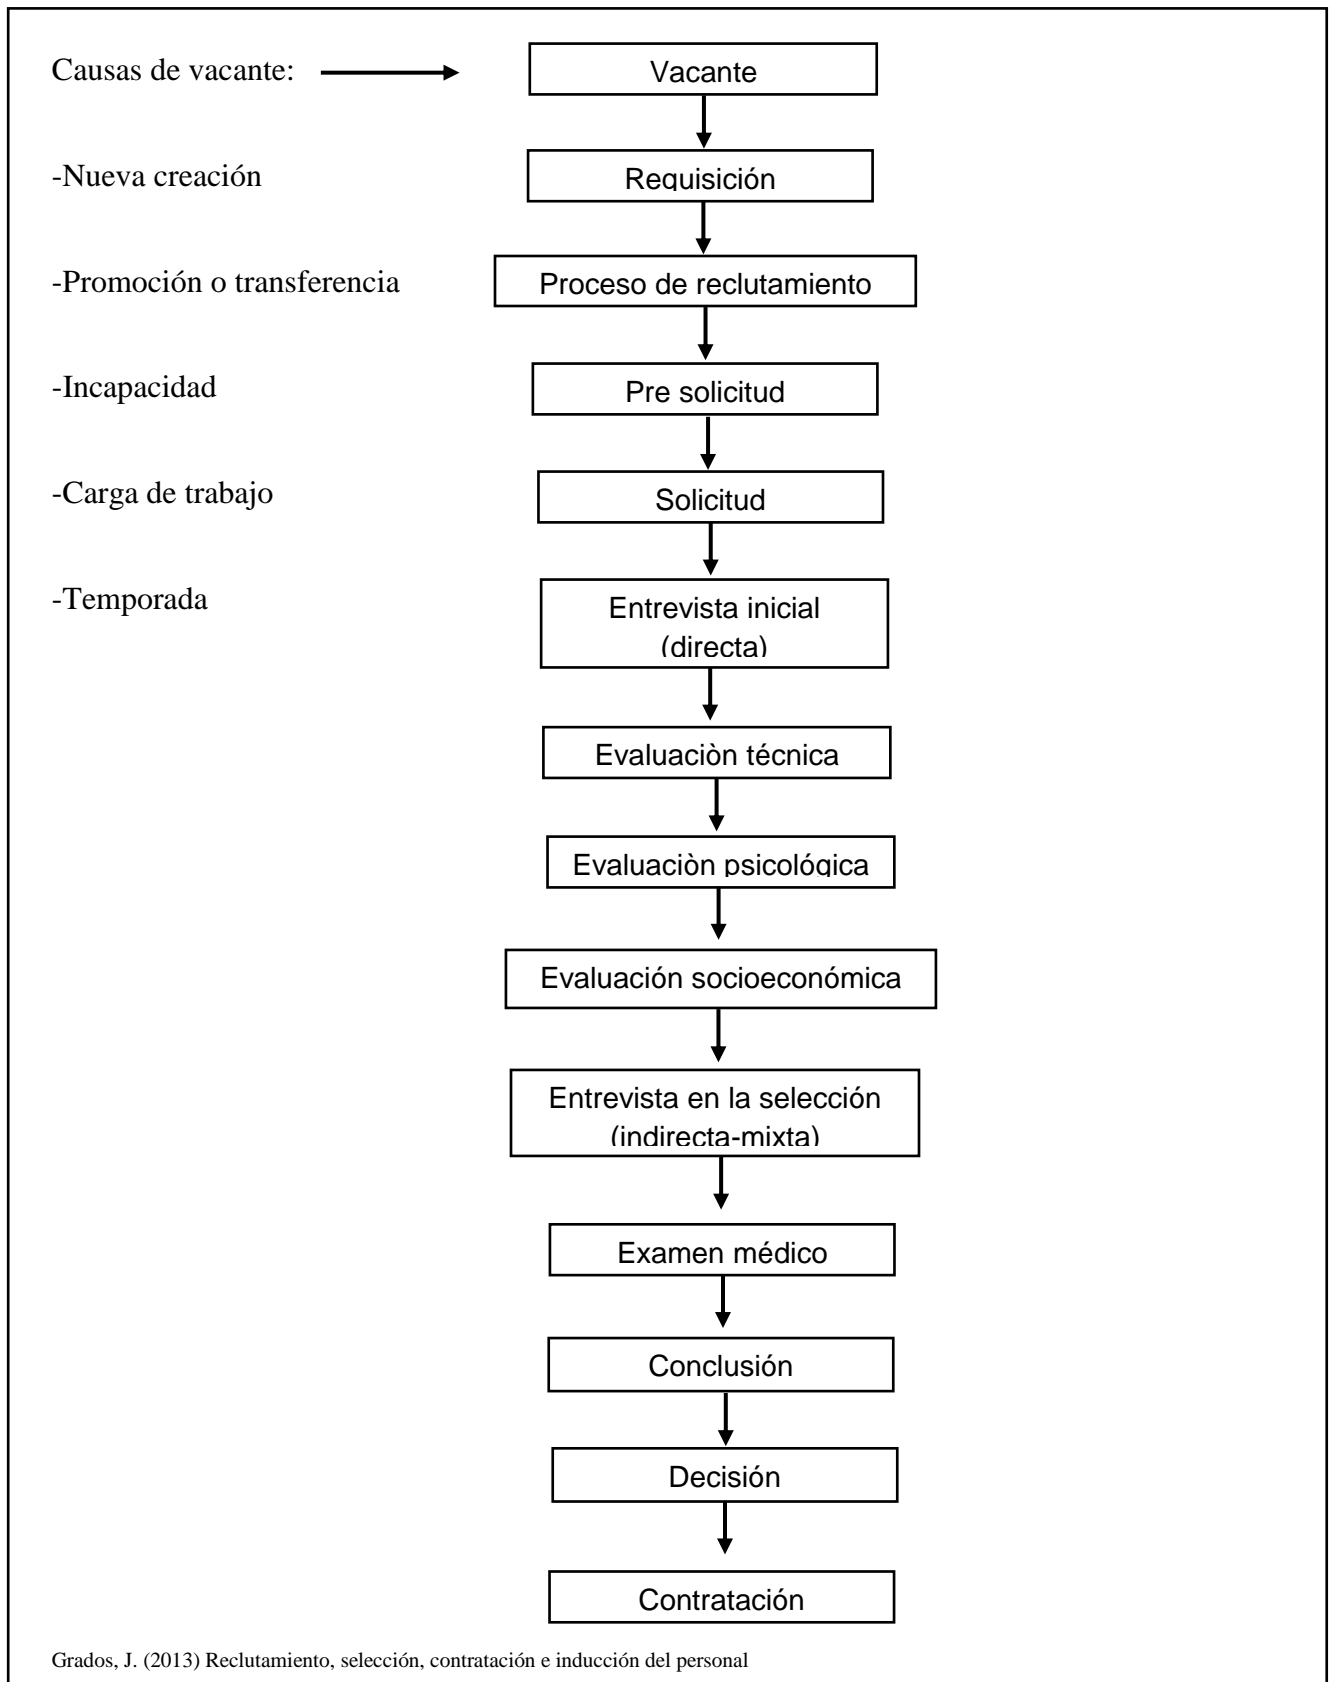 Causas de vacante:
Vacante
-Nueva creación
Requisición
-Promoción o transferencia
Proceso de reclutamiento
-Incapacidad
Pre solicitud
-Carga de trabajo
Solicitud
-Temporada
Entrevista inicial
(directa)
Evaluaciòn técnica
Evaluaciòn psicológica
Evaluación socioeconómica
Entrevista en la selección
(indirecta-mixta)
Examen médico
Conclusión
Decisión
Contratación
Grados, J. (2013) Reclutamiento, selección, contratación e inducción del personal